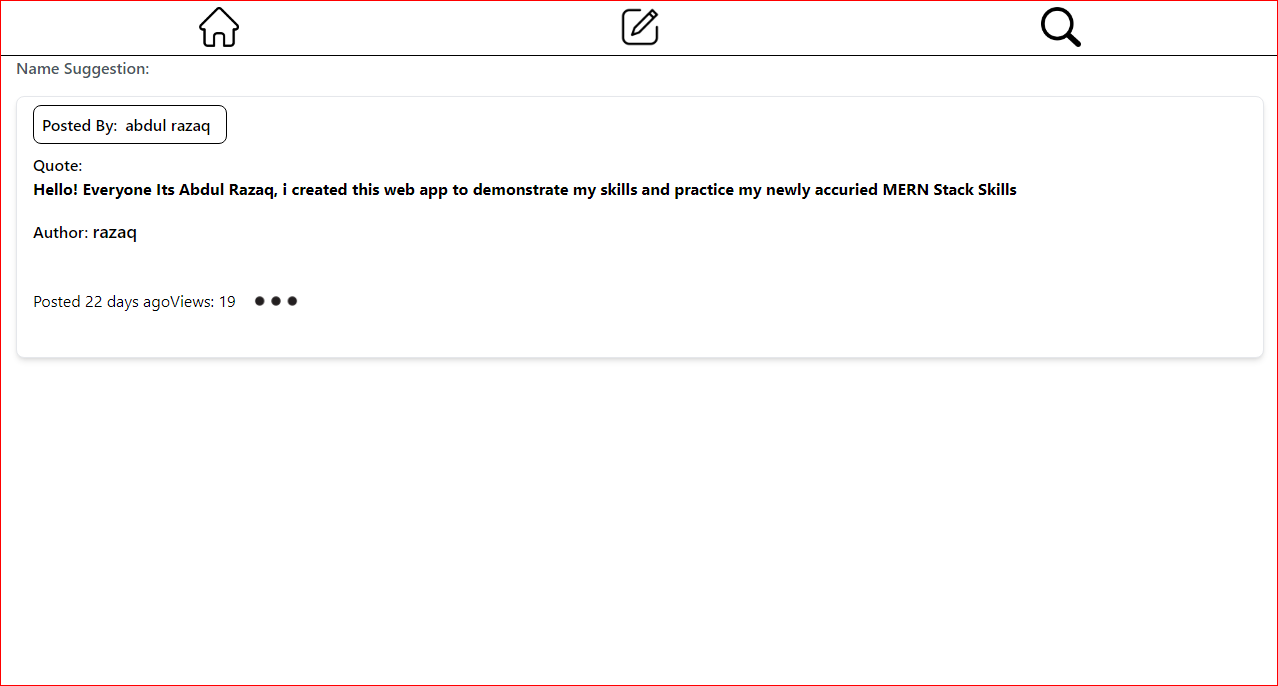 Name Suggestion:
Posted By: abdul razaq
Quote:
Hello! Everyone Its Abdul Razaq, i created this web app to demonstrate my skills and practice my newly accuried MERN Stack Skills
Author: razaq
Posted 22 days agoViews: 19